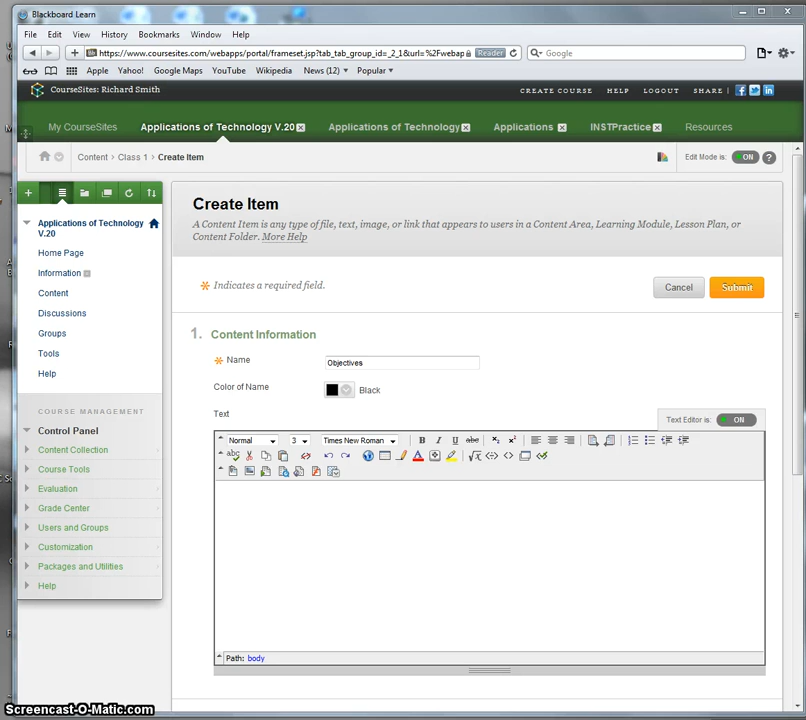 Blackboard Learn
File Edit View History Bookmarks Window Help
https://www.coursesites.com/webapps/portal/frameset.jsp?tab_tab_group_id=_2_1&url=%2Fwebap Reader Google
Apple Yahoo! Google Maps YouTube Wikipedia News (12) Popular
CourseSites: Richard Smith CREATE COURSE HELP LOGOUT SHARE
My CourseSites Applications of Technology V.20 Applications of Technology Applications INSTPractice Resources
Content > Class 1 > Create Item Edit Mode is: ON ?
Create Item
A Content Item is any type of file, text, image, or link that appears to users in a Content Area, Learning Module, Lesson Plan, or
Content Folder. More Help
Applications of Technology
V.20
Home Page
Information
Content
Discussions
Groups
Tools
Help
COURSE MANAGEMENT
Control Panel
Content Collection
Course Tools
Evaluation
Grade Center
Users and Groups
Customization
Packages and Utilities
Help
Indicates a required field.
Cancel Submit
1. Content Information
Name Objectives
Color of Name Black
Text
Text Editor is: ON
Normal 3 Times New Roman B I U abc
Path: body
Screencast-O-Matic.com